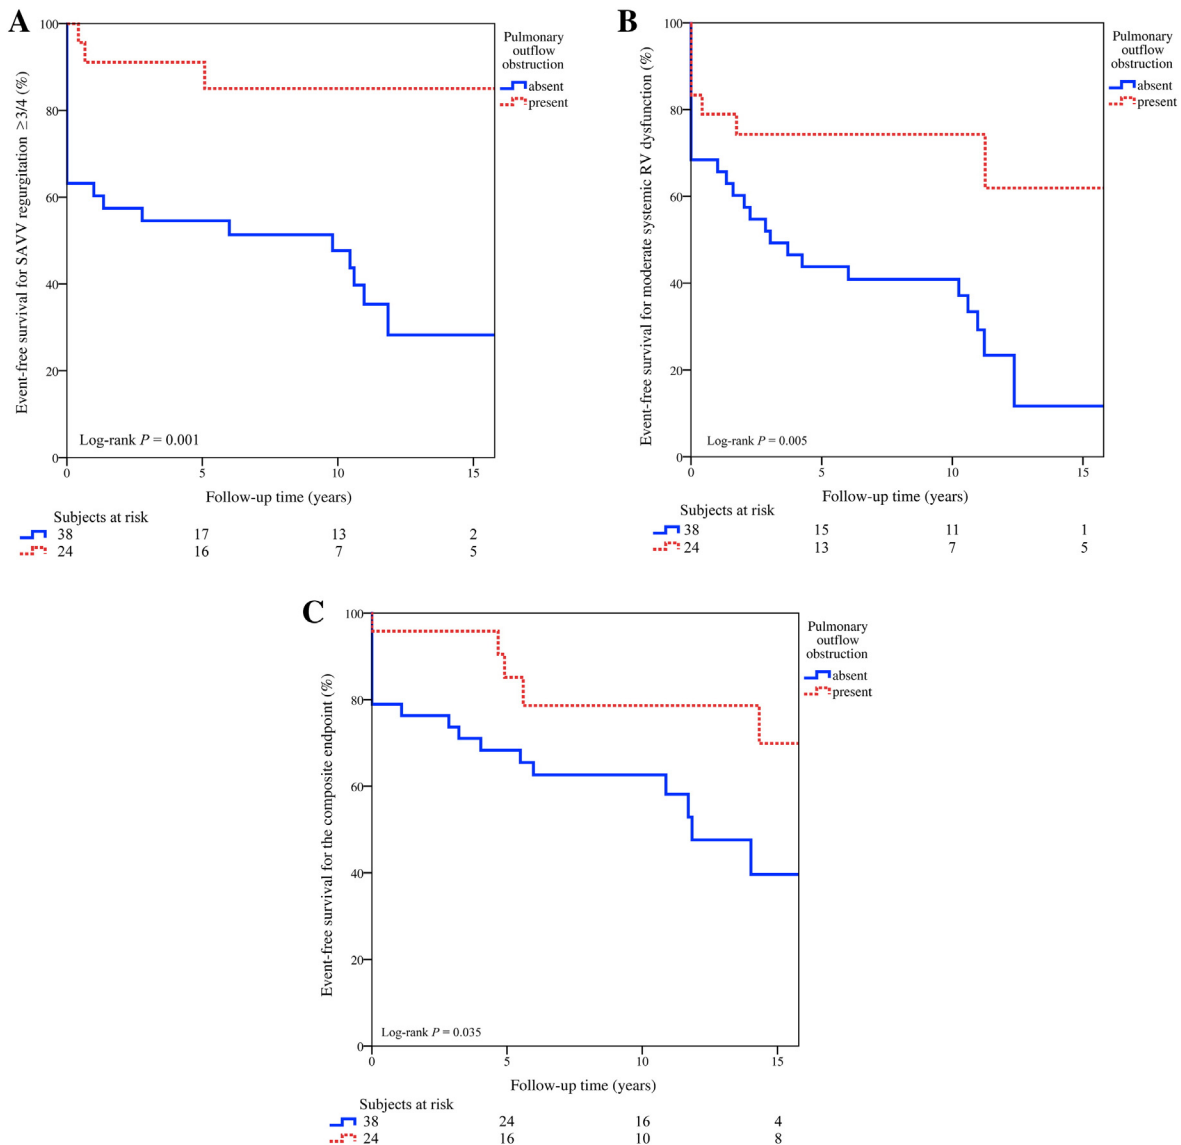 A
Event-free survival for SAVV regurgitation ≥3/4 (%)
100
80
60
40
20
0
0 5 10 15
Log-rank P = 0.001
Follow-up time (years)
Pulmonary
outflow
obstruction
absent
present
Subjects at risk
38 17 13 2
24 16 7 5
B
Event-free survival for moderate systemic RV dysfunction (%)
100
80
60
40
20
0
0 5 10 15
Log-rank P = 0.005
Follow-up time (years)
Pulmonary
outflow
obstruction
absent
present
Subjects at risk
38 15 11 1
24 13 7 5
C
Event-free survival for the composite endpoint (%)
100
80
60
40
20
0
0 5 10 15
Log-rank P = 0.035
Follow-up time (years)
Pulmonary
outflow
obstruction
absent
present
Subjects at risk
38 24 16 4
24 16 10 8